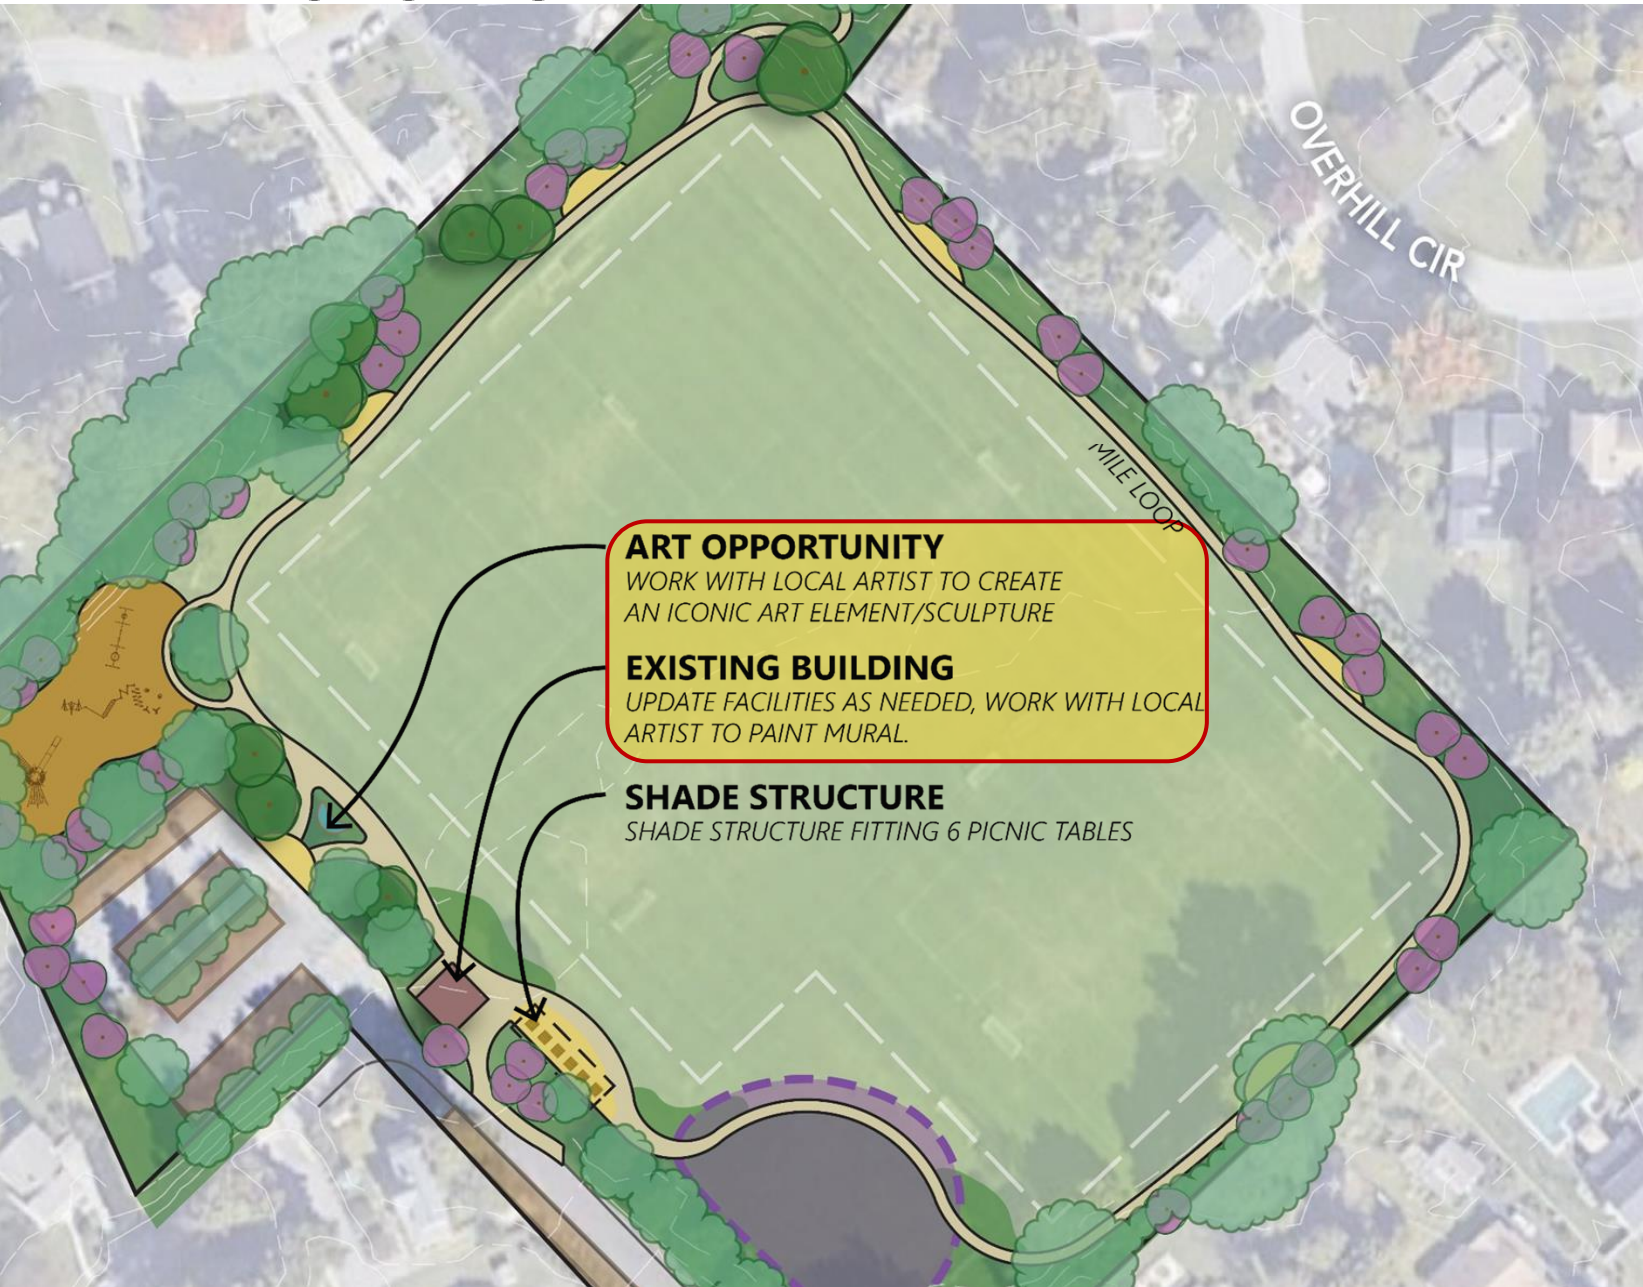 OVERHILL CIR
MILE LOOP
ART OPPORTUNITY
WORK WITH LOCAL ARTIST TO CREATE
AN ICONIC ART ELEMENT/SCULPTURE
EXISTING BUILDING
UPDATE FACILITIES AS NEEDED, WORK WITH LOCAL
ARTIST TO PAINT MURAL.
SHADE STRUCTURE
SHADE STRUCTURE FITTING 6 PICNIC TABLES